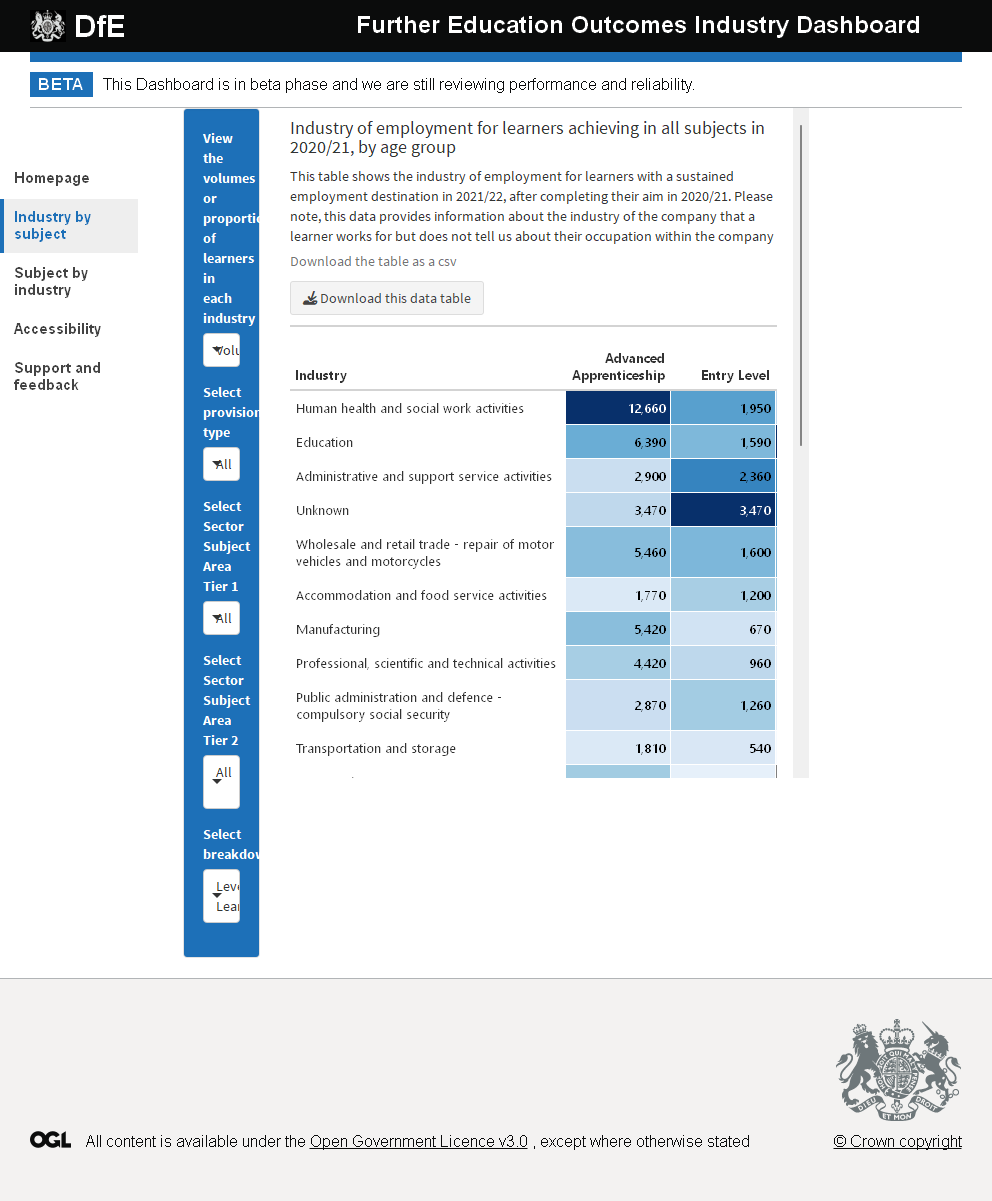 DfE
Further Education Outcomes Industry Dashboard
BETA This Dashboard is in beta phase and we are still reviewing performance and reliability.
Homepage
Industry by
subject
Subject by
industry
Accessibility
Support and
feedback
View
the
volumes
or
proportio
of
learners
in
each
industry
Volu
Select
provision
type
All
Select
Sector
Subject
Area
Tier 1
All
Select
Sector
Subject
Area
Tier 2
All
Select
breakdow
Leve
Lear
Industry of employment for learners achieving in all subjects in
2020/21, by age group
This table shows the industry of employment for learners with a sustained
employment destination in 2021/22, after completing their aim in 2020/21. Please
note, this data provides information about the industry of the company that a
learner works for but does not tell us about their occupation within the company
Download the table as a csv
Download this data table
Industry Advanced Apprenticeship Entry Level
Human health and social work activities 12,660 1,950
Education 6,390 1,590
Administrative and support service activities 2,900 2,360
Unknown 3,470 3,470
Wholesale and retail trade - repair of motor
vehicles and motorcycles 5,460 1,600
Accommodation and food service activities 1,770 1,200
Manufacturing 5,420 670
Professional, scientific and technical activities 4,420 960
Public administration and defence -
compulsory social security 2,870 1,260
Transportation and storage 1,810 540
OGL All content is available under the Open Government Licence v3.0 , except where otherwise stated
© Crown copyright